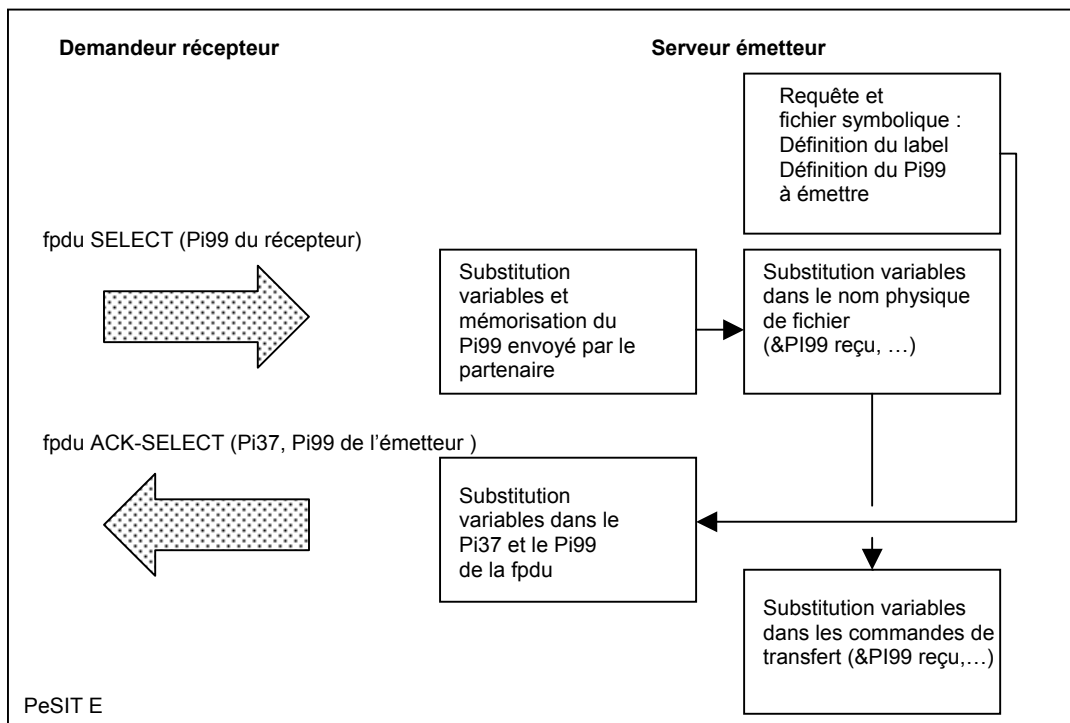 Demandeur récepteur
Serveur émetteur
Requête et
fichier symbolique :
Définition du label
Définition du Pi99
à émettre
fpdu SELECT (Pi99 du récepteur)
Substitution
variables et
mémorisation du
Pi99 envoyé par le
partenaire
Substitution variables
dans le nom physique
de fichier
(&PI99 reçu, …)
fpdu ACK-SELECT (Pi37, Pi99 de l’émetteur )
Substitution
variables dans le
Pi37 et le Pi99
de la fpdu
Substitution variables
dans les commandes de
transfert (&PI99 reçu,…)
PeSIT E